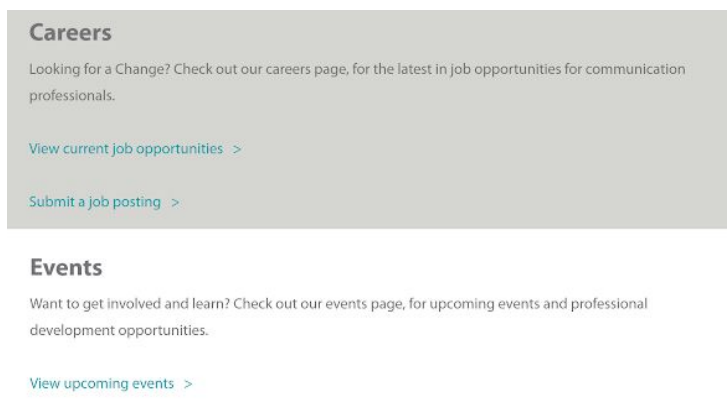 Careers
Looking for a Change? Check out our careers page, for the latest in job opportunities for communication
professionals.
View current job opportunities >
Submit a job posting >
Events
Want to get involved and learn? Check out our events page, for upcoming events and professional
development opportunities.
View upcoming events >